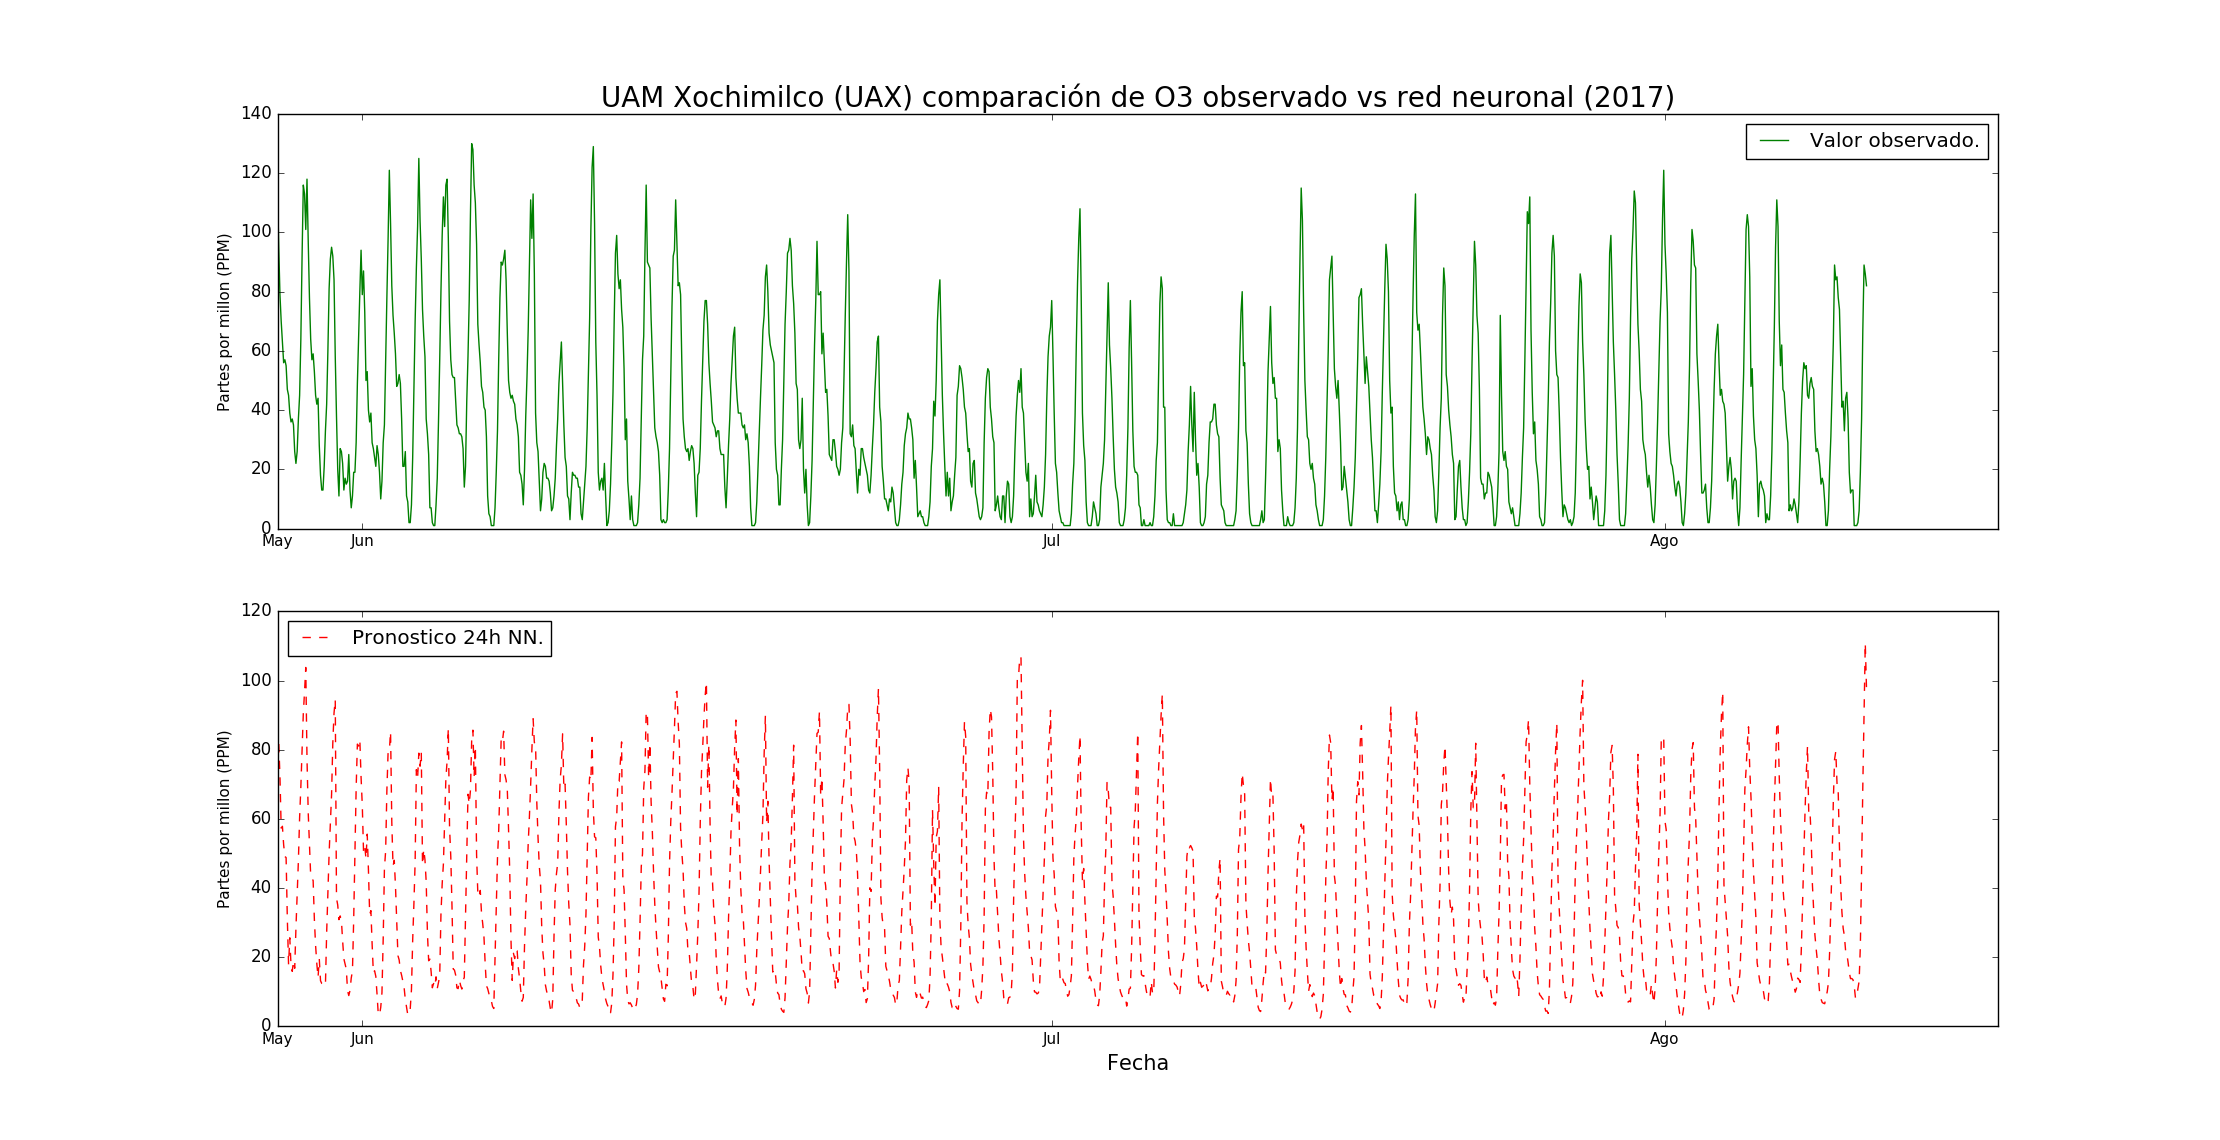 UAM Xochimilco (UAX) comparación de O3 observado vs red neuronal (2017)
140
120
100
80
60
40
20
0
Partes por millon (PPM)
Valor observado.
May Jun Jul Ago
120
100
80
60
40
20
0
Partes por millon (PPM)
Pronostico 24h NN.
May Jun Jul Ago
Fecha